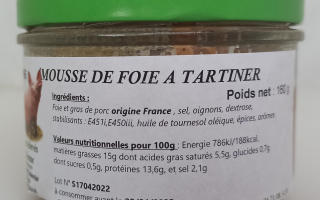 MOUSSE DE FOIE A TARTINER
Poids net : 160 g
Ingrédients :
Foie et gras de porc origine France , sel, oignons, dextrose,
stabilisants : E451i,E450iii, huile de tournesol oléique, épices, arômes
Valeurs nutritionnelles pour 100g : Energie 786kj/188kcal,
matières grasses 15g dont acides gras saturés 5,5g, glucides 0,7g
dont sucres 0,5g, protéines 13,6g, et sel 2,1g
Lot N° S17042022
à consommer avant le